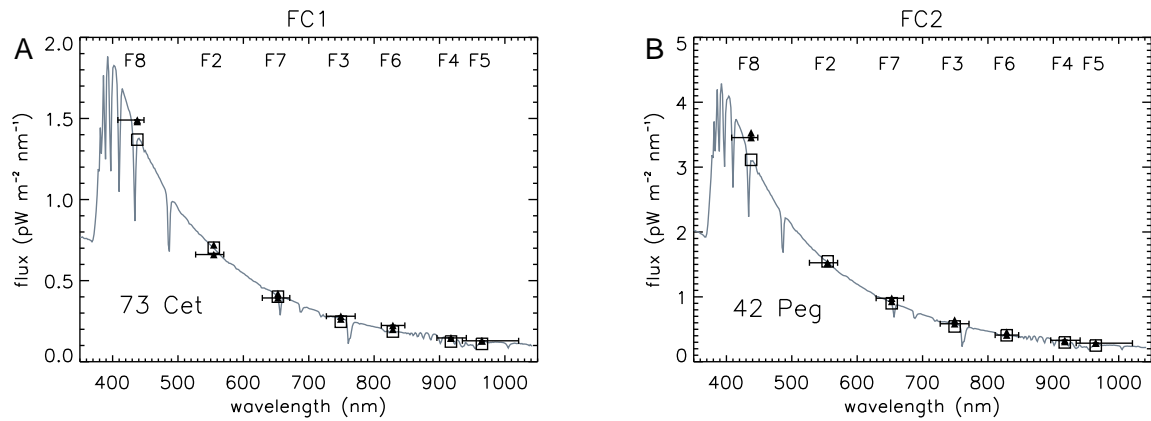 FC1
A
F8 F2 F7 F3 F6 F4 F5
2.0
1.5
1.0
0.5
0.0
flux (pW m⁻² nm⁻¹)
73 Cet
400 500 600 700 800 900 1000
wavelength (nm)
FC2
B
F8 F2 F7 F3 F6 F4 F5
5
4
3
2
1
0
flux (pW m⁻² nm⁻¹)
42 Peg
400 500 600 700 800 900 1000
wavelength (nm)